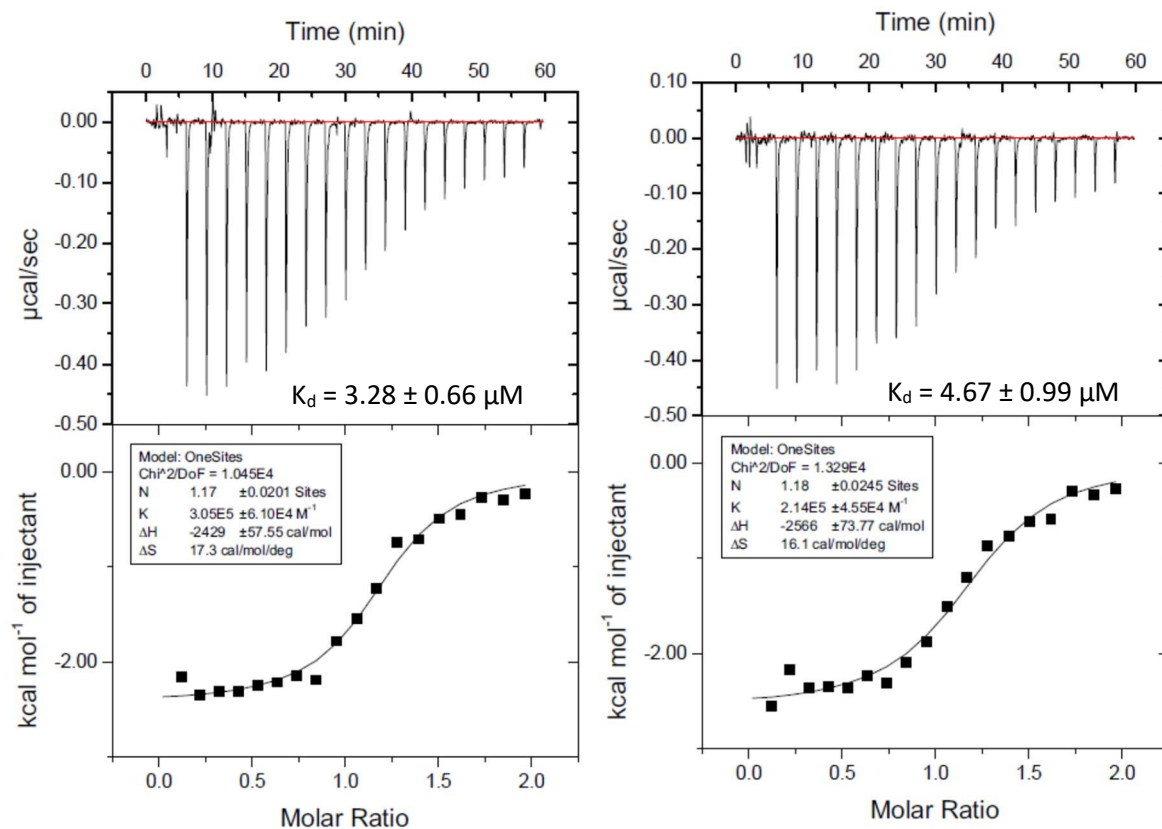 Time (min)
0 10 20 30 40 50 60
0.00
-0.10
-0.20
-0.30
-0.40
-0.50
µcal/sec
K_d = 3.28 ± 0.66 µM
0.00
-2.00
kcal mol⁻¹ of injectant
Model: OneSites
Chi^2/DoF = 1.045E4
N 1.17 ±0.0201 Sites
K 3.05E5 ±6.10E4 M⁻¹
ΔH -2429 ±57.55 cal/mol
ΔS 17.3 cal/mol/deg
0.0 0.5 1.0 1.5 2.0
Molar Ratio
Time (min)
0 10 20 30 40 50 60
0.10
0.00
-0.10
-0.20
-0.30
-0.40
-0.50
µcal/sec
K_d = 4.67 ± 0.99 µM
0.00
-2.00
kcal mol⁻¹ of injectant
Model: OneSites
Chi^2/DoF = 1.329E4
N 1.18 ±0.0245 Sites
K 2.14E5 ±4.55E4 M⁻¹
ΔH -2566 ±73.77 cal/mol
ΔS 16.1 cal/mol/deg
0.0 0.5 1.0 1.5 2.0
Molar Ratio